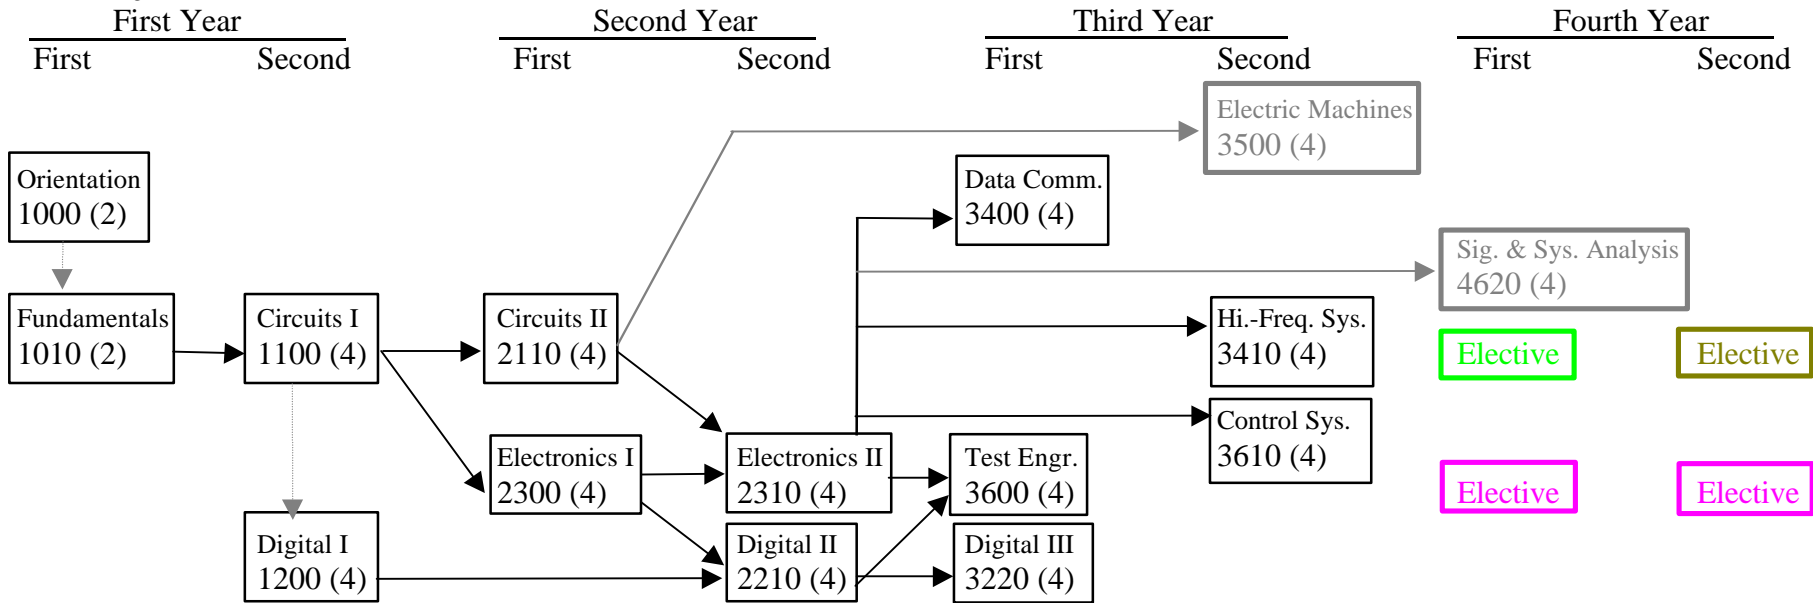 First Year
Second Year
Third Year
Fourth Year
First
Second
First
Second
First
Second
First
Second
Electric Machines
3500 (4)
Orientation
1000 (2)
Data Comm.
3400 (4)
Sig. & Sys. Analysis
4620 (4)
Fundamentals
1010 (2)
Circuits I
1100 (4)
Circuits II
2110 (4)
Hi.-Freq. Sys.
3410 (4)
Elective
Elective
Control Sys.
3610 (4)
Electronics I
2300 (4)
Electronics II
2310 (4)
Test Engr.
3600 (4)
Elective
Elective
Digital I
1200 (4)
Digital II
2210 (4)
Digital III
3220 (4)